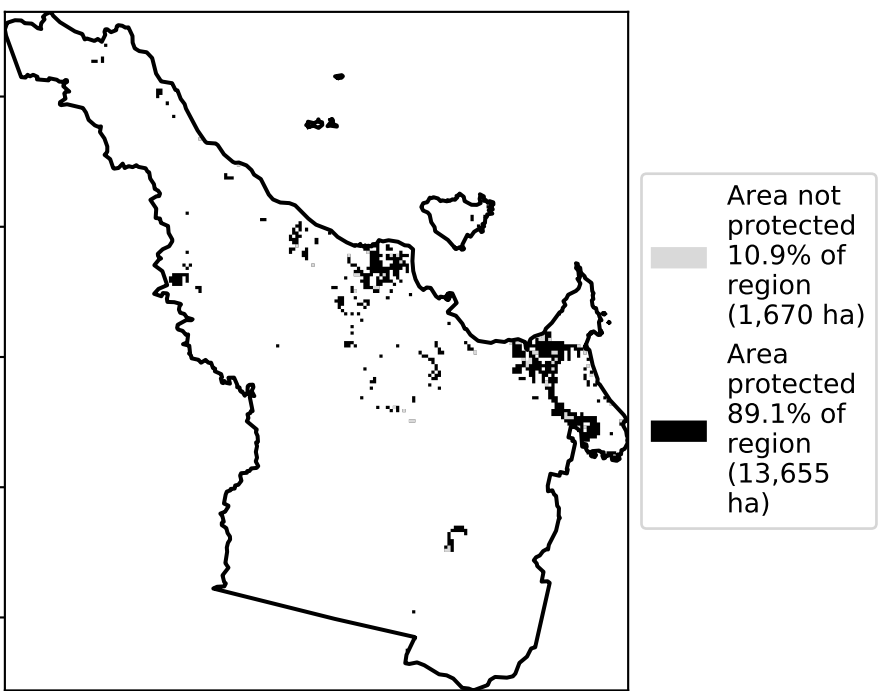 Area not
protected
10.9% of
region
(1,670 ha)
Area
protected
89.1% of
region
(13,655
ha)